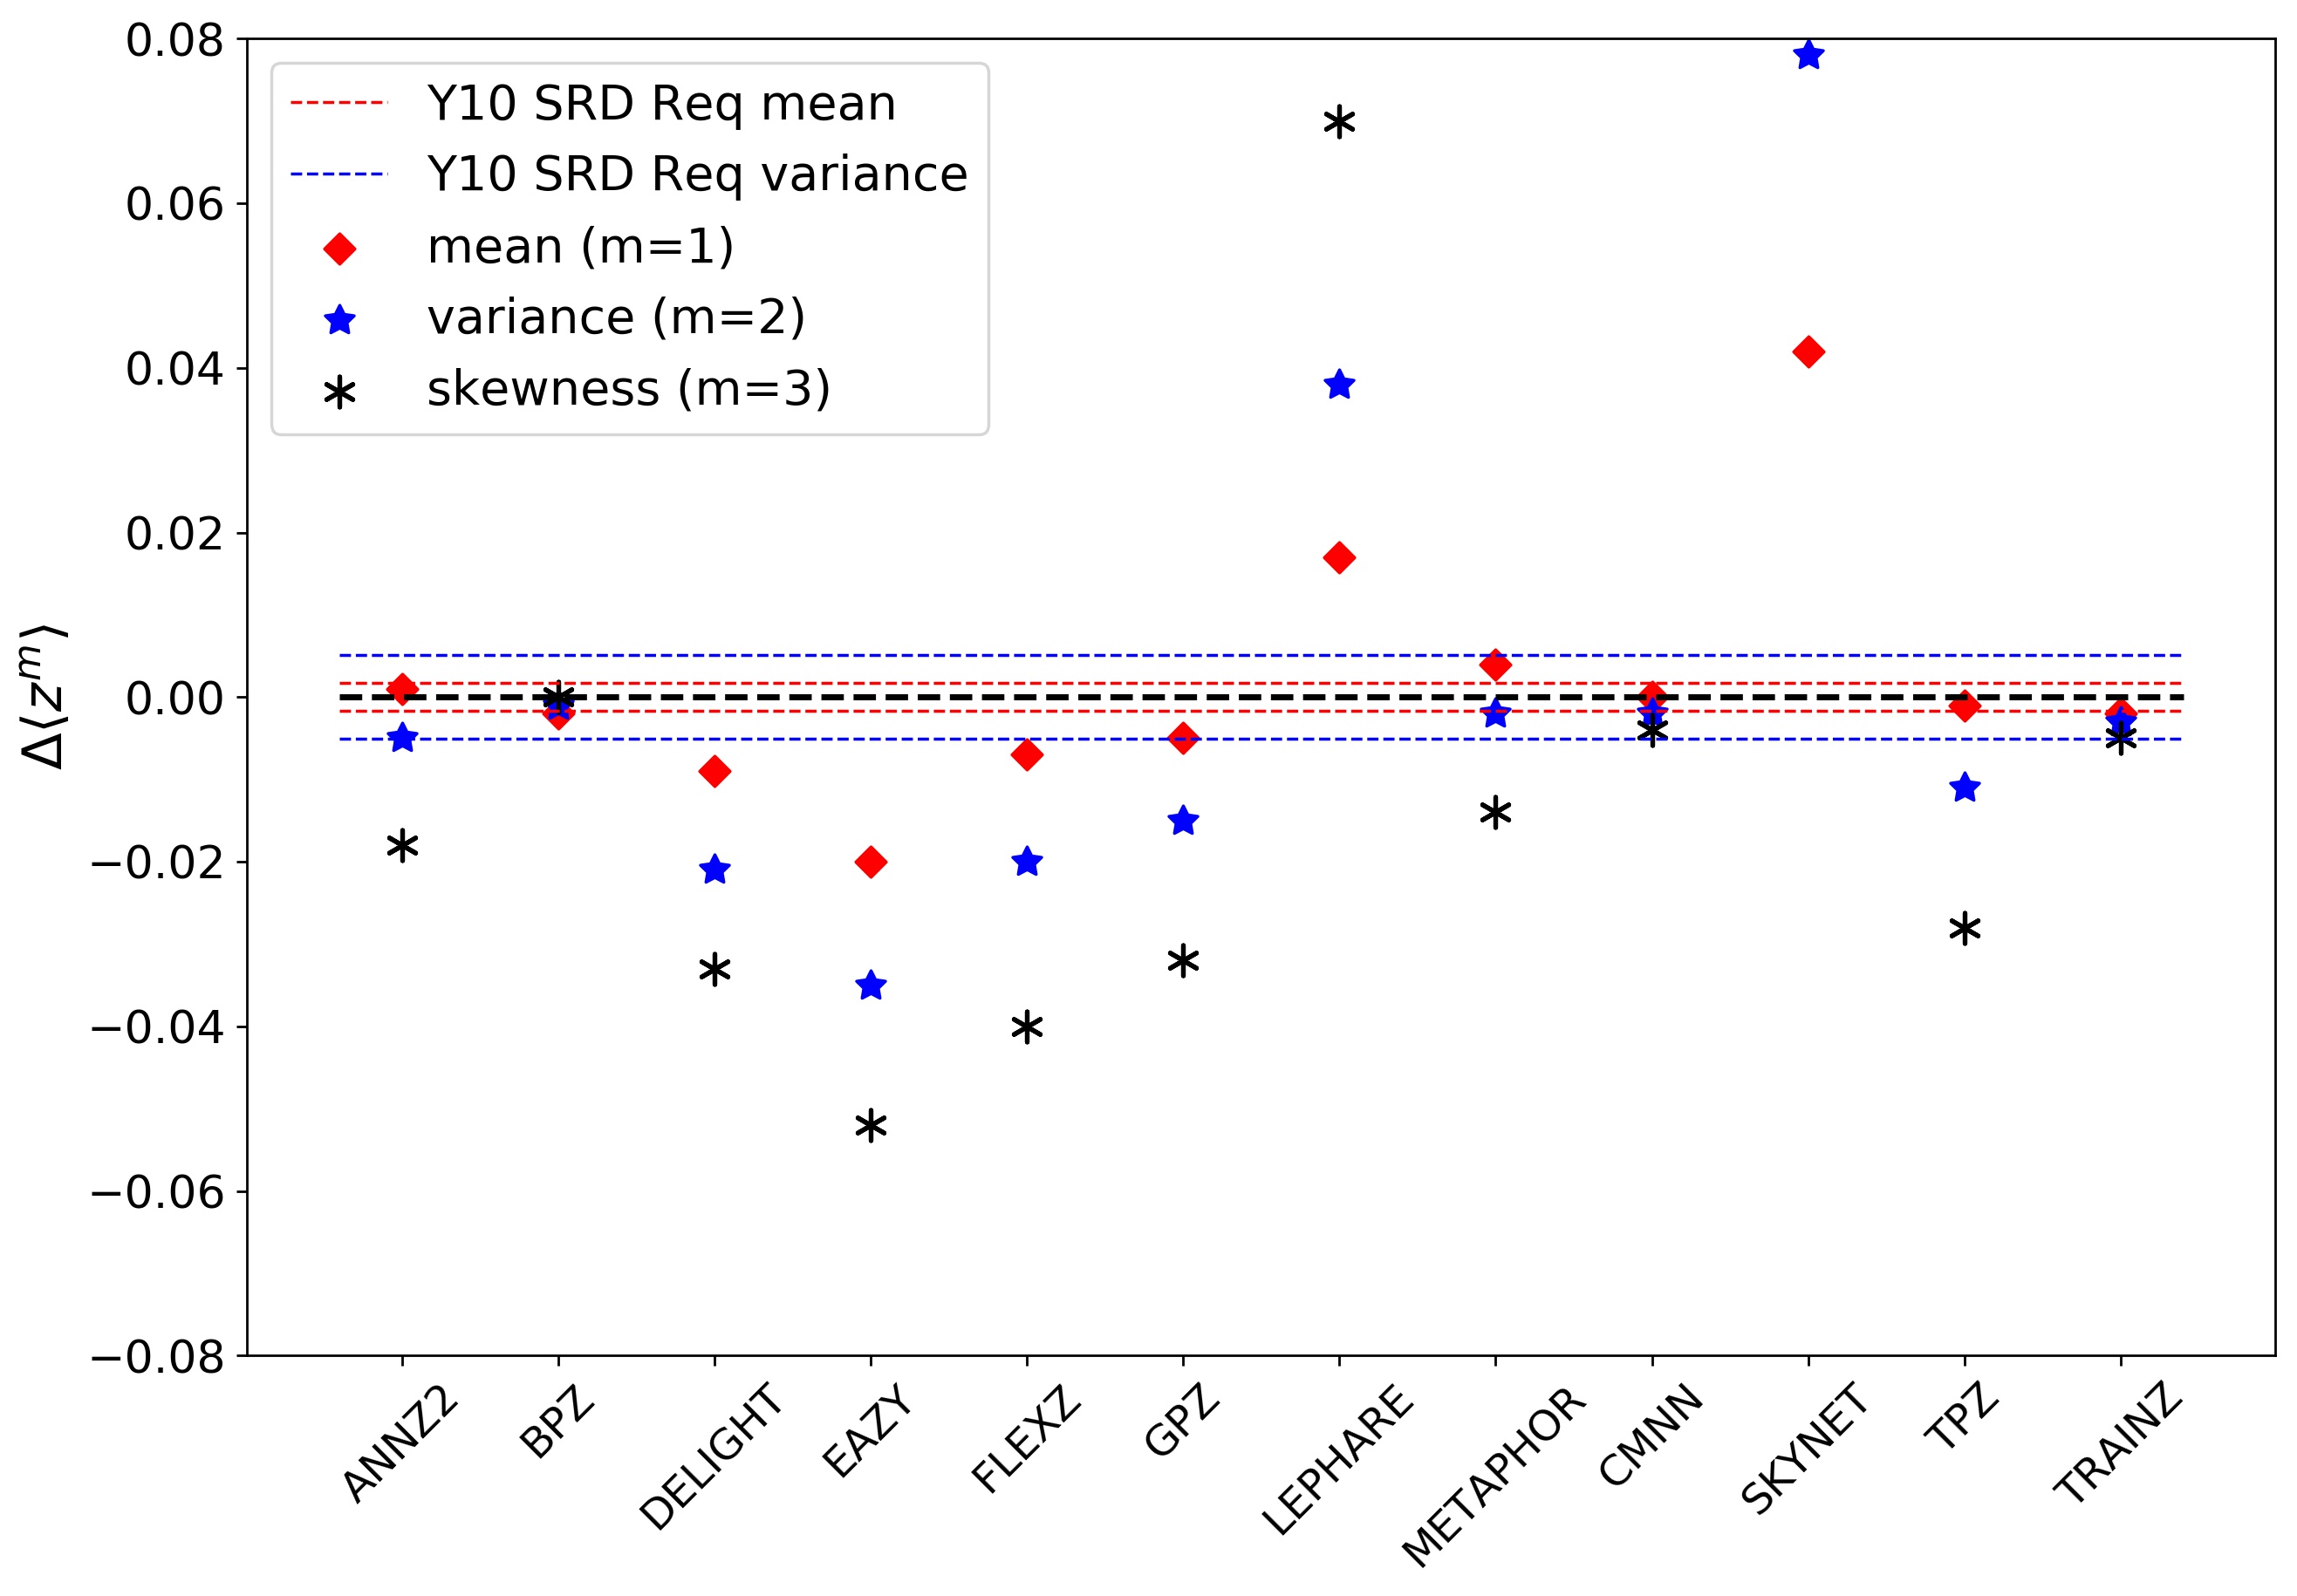 0.08
0.06
0.04
0.02
0.00
−0.02
−0.04
−0.06
−0.08
Δ⟨z^m⟩
Y10 SRD Req mean
Y10 SRD Req variance
mean (m=1)
variance (m=2)
skewness (m=3)
ANNZ2
BPZ
DELIGHT
EAZY
FLEXZ
GPZ
LEPHARE
METAPHOR
CMNN
SKYNET
TPZ
TRAINZ